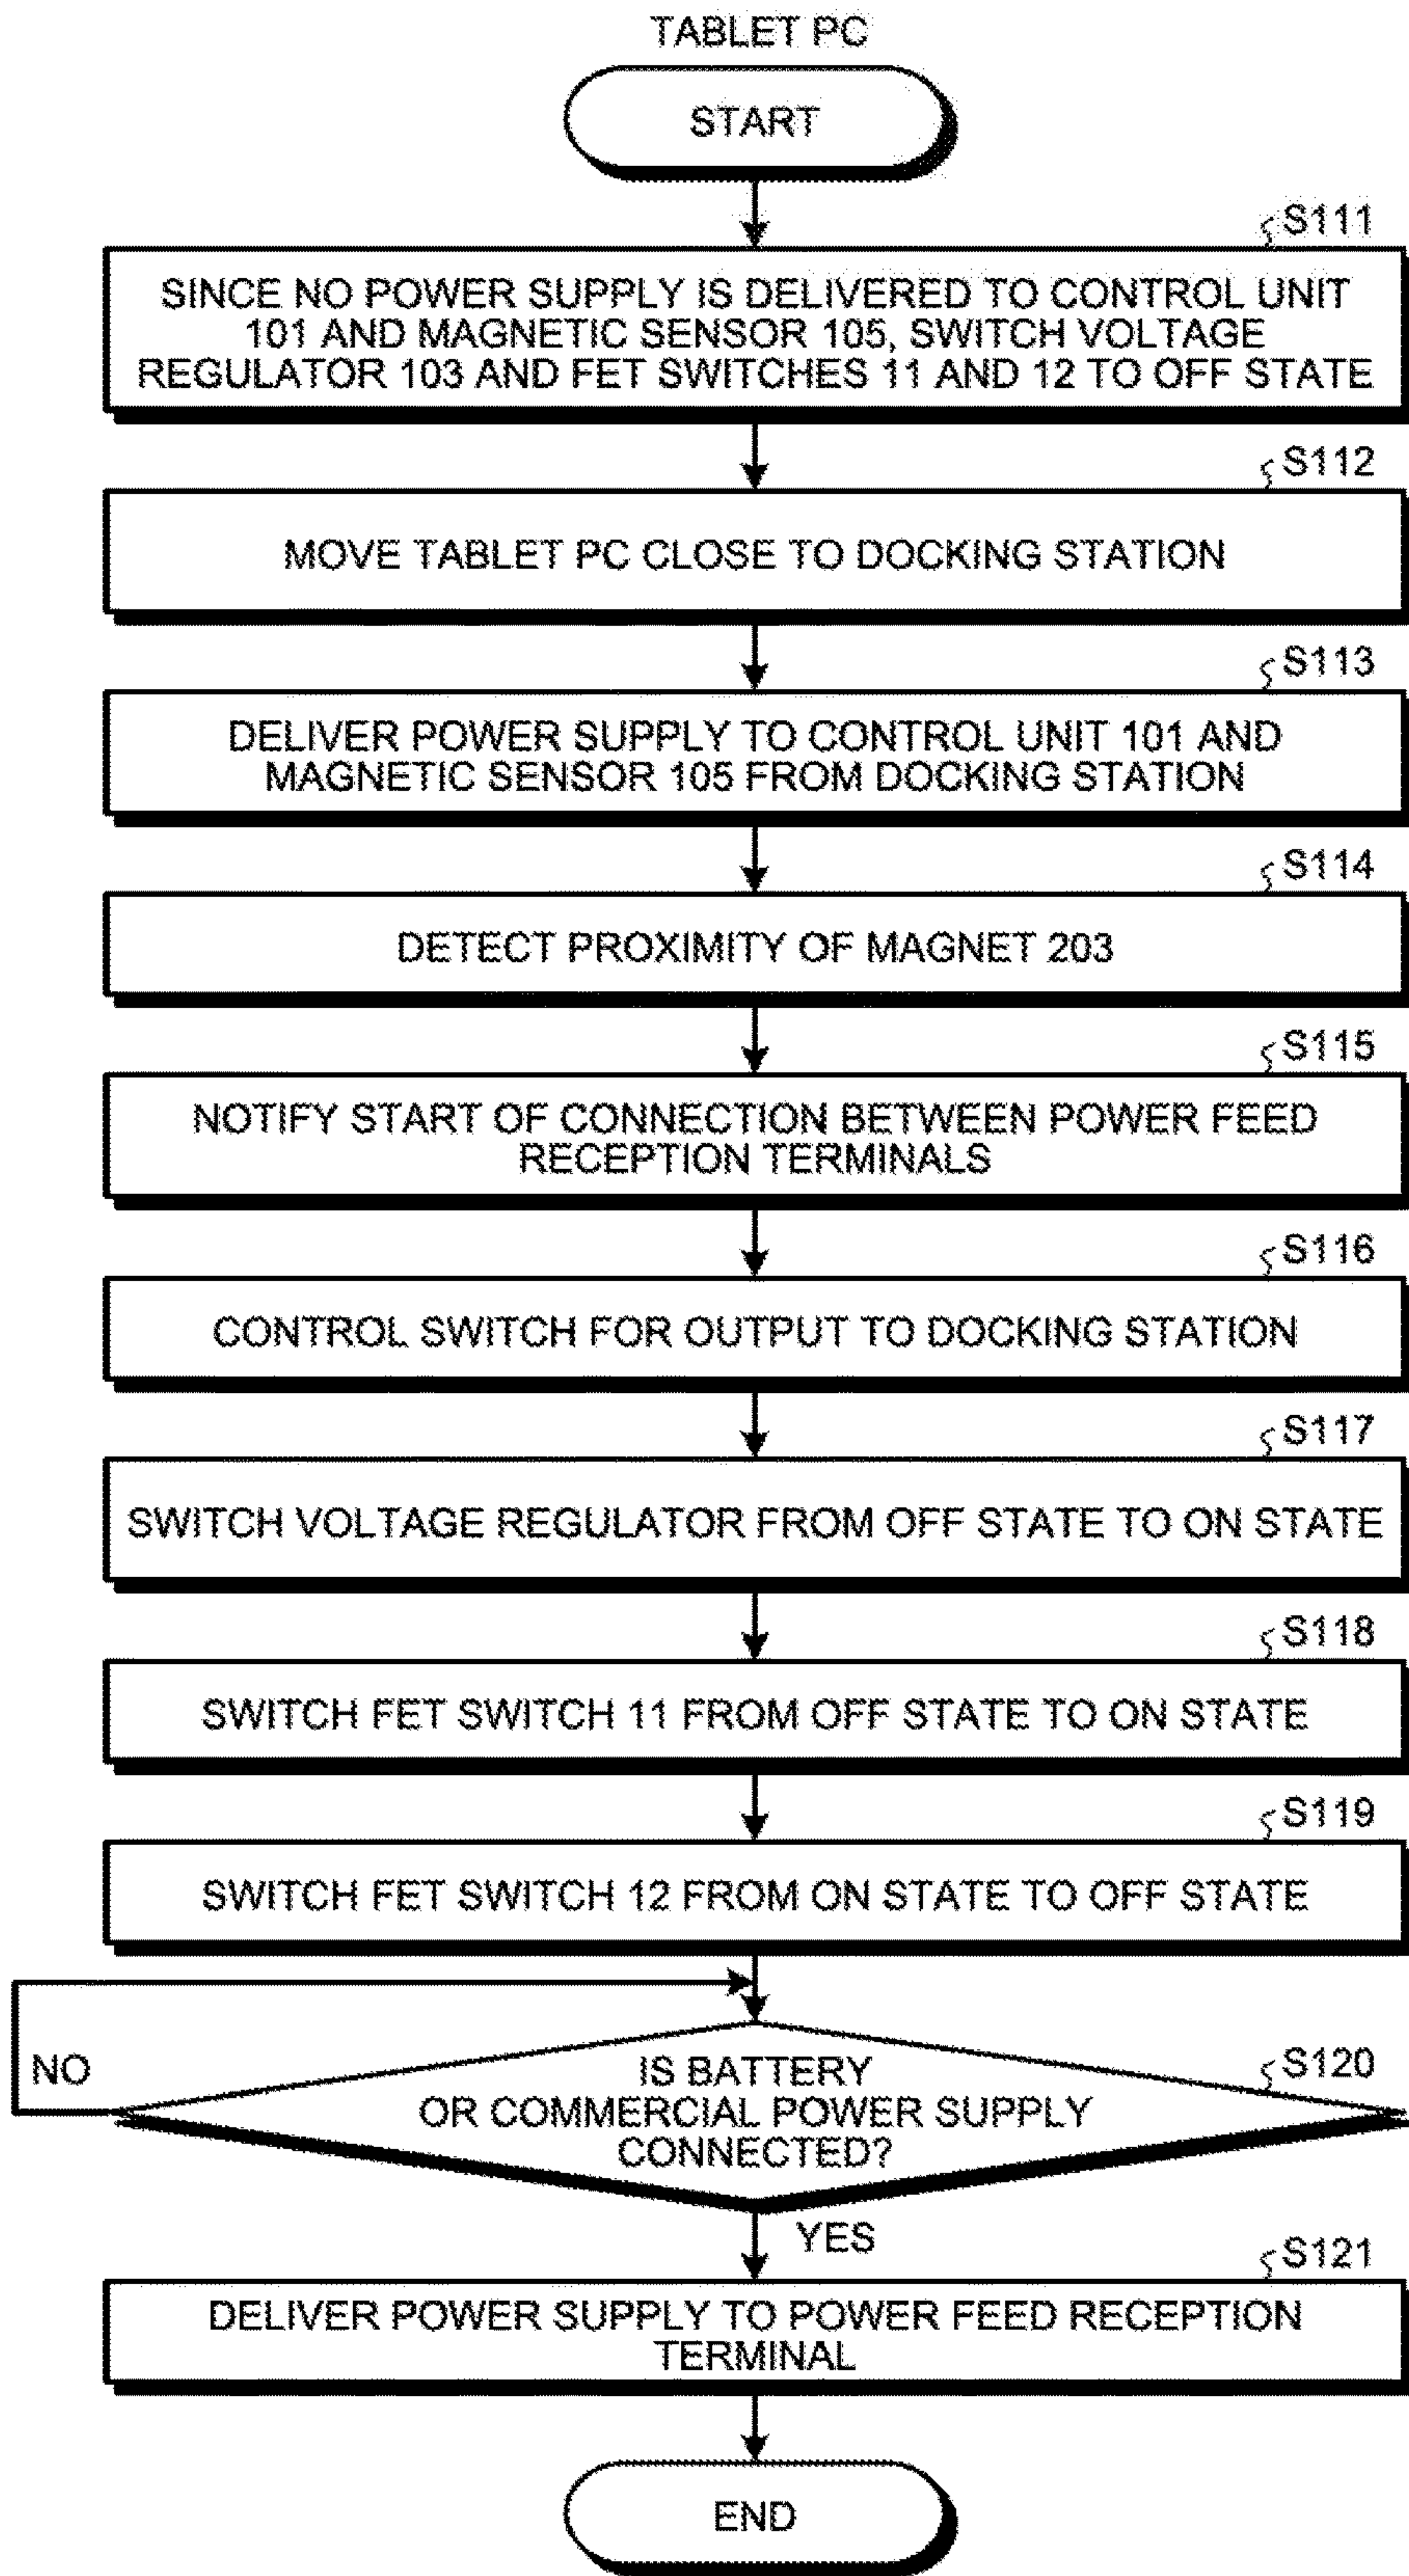 TABLET PC
START
S111
SINCE NO POWER SUPPLY IS DELIVERED TO CONTROL UNIT
101 AND MAGNETIC SENSOR 105, SWITCH VOLTAGE
REGULATOR 103 AND FET SWITCHES 11 AND 12 TO OFF STATE
S112
MOVE TABLET PC CLOSE TO DOCKING STATION
S113
DELIVER POWER SUPPLY TO CONTROL UNIT 101 AND
MAGNETIC SENSOR 105 FROM DOCKING STATION
S114
DETECT PROXIMITY OF MAGNET 203
S115
NOTIFY START OF CONNECTION BETWEEN POWER FEED
RECEPTION TERMINALS
S116
CONTROL SWITCH FOR OUTPUT TO DOCKING STATION
S117
SWITCH VOLTAGE REGULATOR FROM OFF STATE TO ON STATE
S118
SWITCH FET SWITCH 11 FROM OFF STATE TO ON STATE
S119
SWITCH FET SWITCH 12 FROM ON STATE TO OFF STATE
NO
S120
IS BATTERY
OR COMMERCIAL POWER SUPPLY
CONNECTED?
YES
S121
DELIVER POWER SUPPLY TO POWER FEED RECEPTION
TERMINAL
END